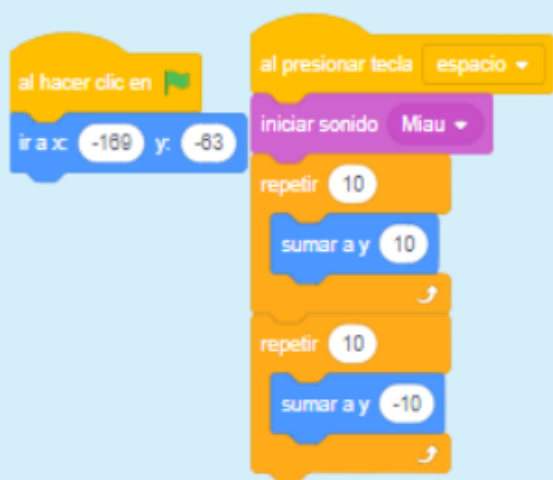 al hacer clic en
ir a x: -169 y: -63
al presionar tecla espacio
iniciar sonido Miau
repetir 10
sumar a y 10
repetir 10
sumar a y -10